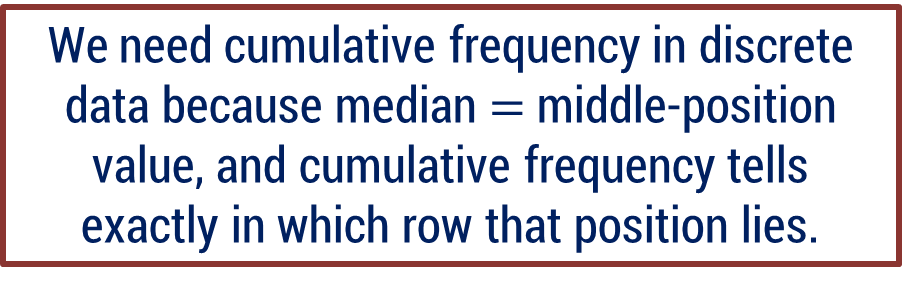 We need cumulative frequency in discrete
data because median = middle-position
value, and cumulative frequency tells
exactly in which row that position lies.